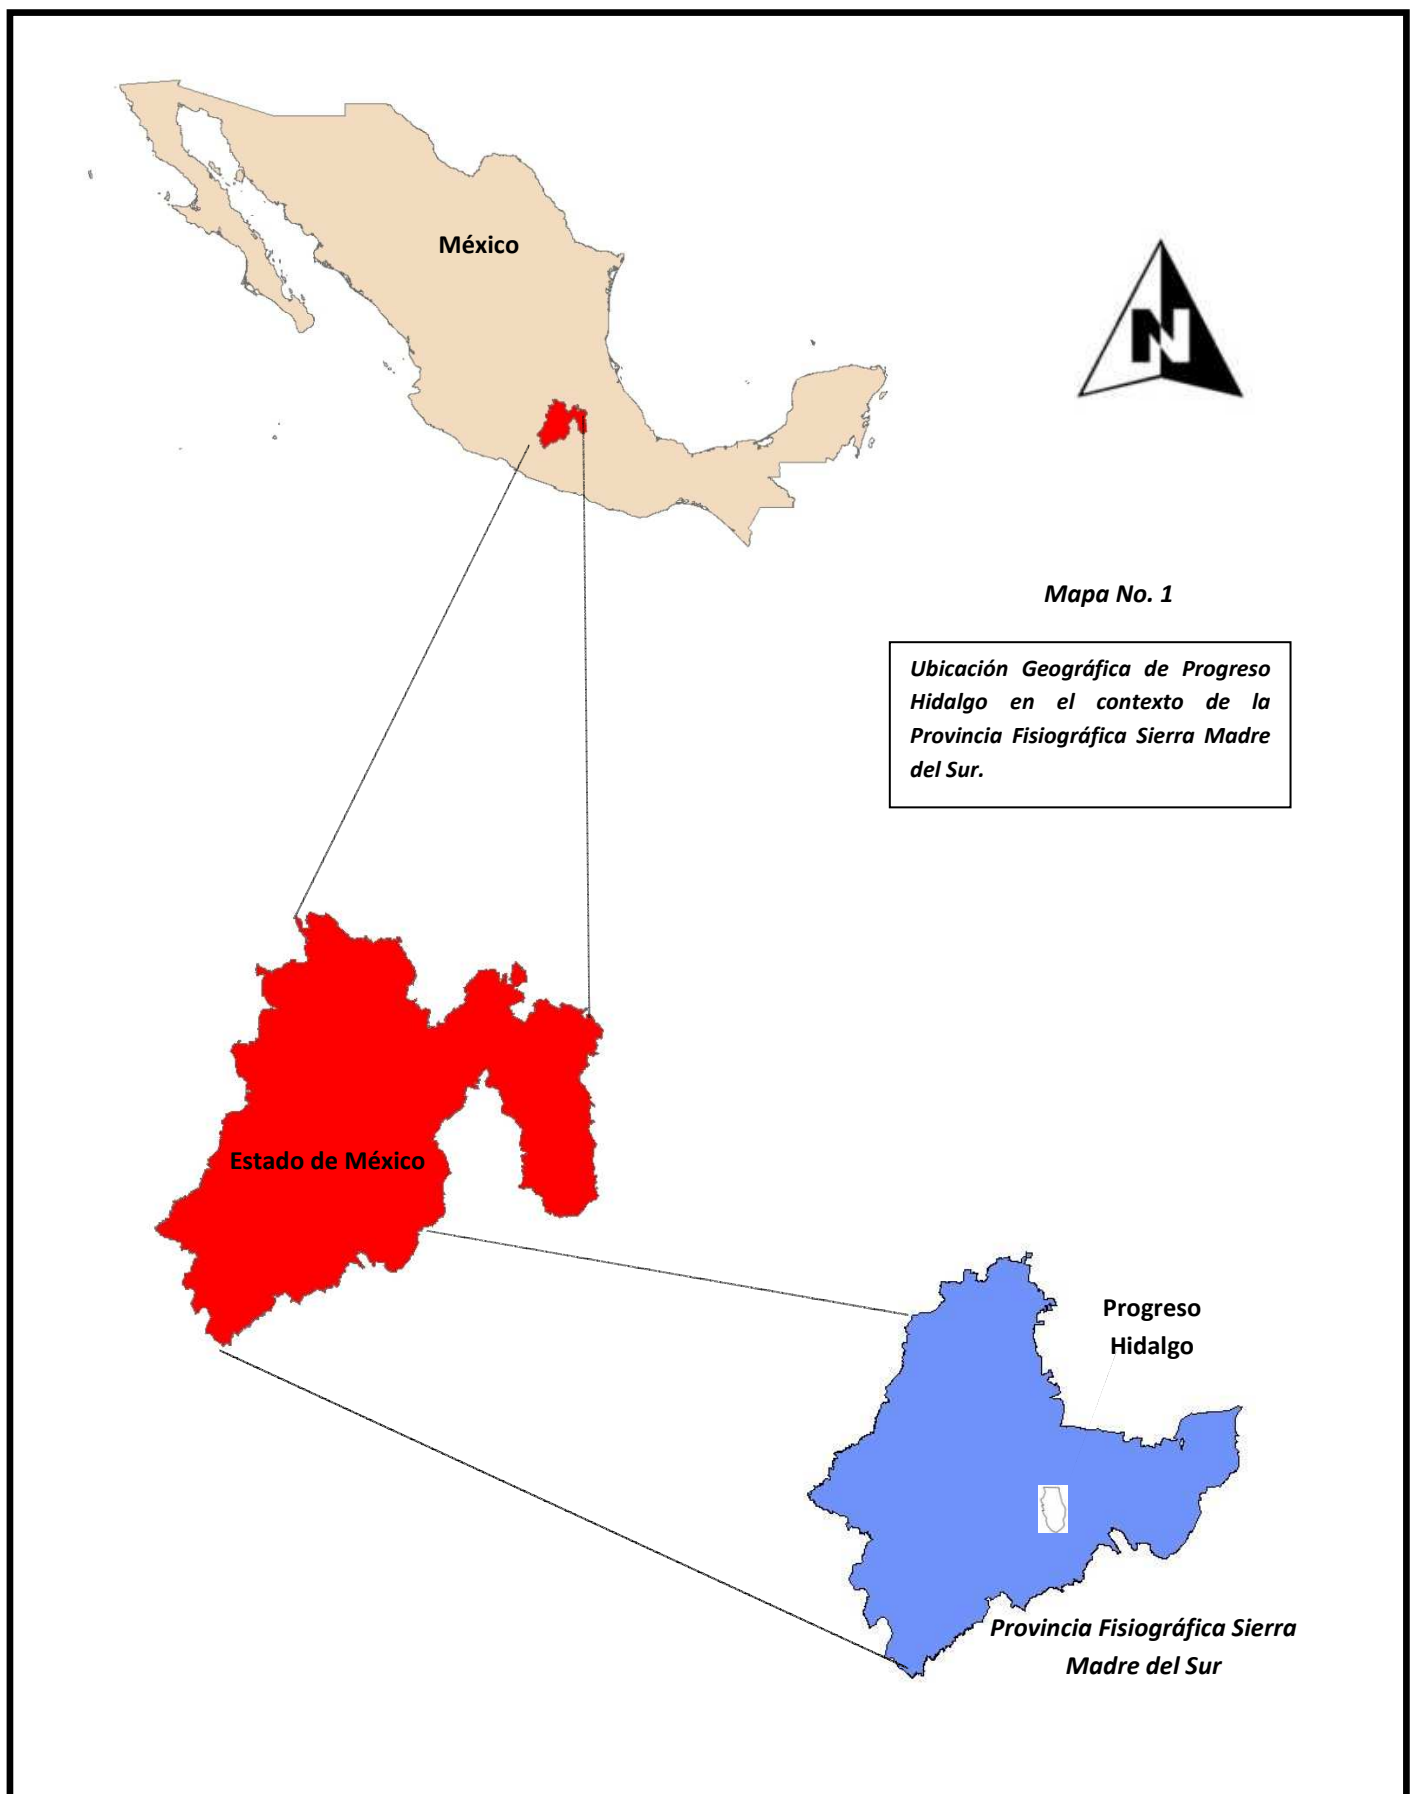 México
N
Mapa No. 1
Ubicación Geográfica de Progreso
Hidalgo en el contexto de la
Provincia Fisiográfica Sierra Madre
del Sur.
Estado de México
Progreso
Hidalgo
Provincia Fisiográfica Sierra
Madre del Sur